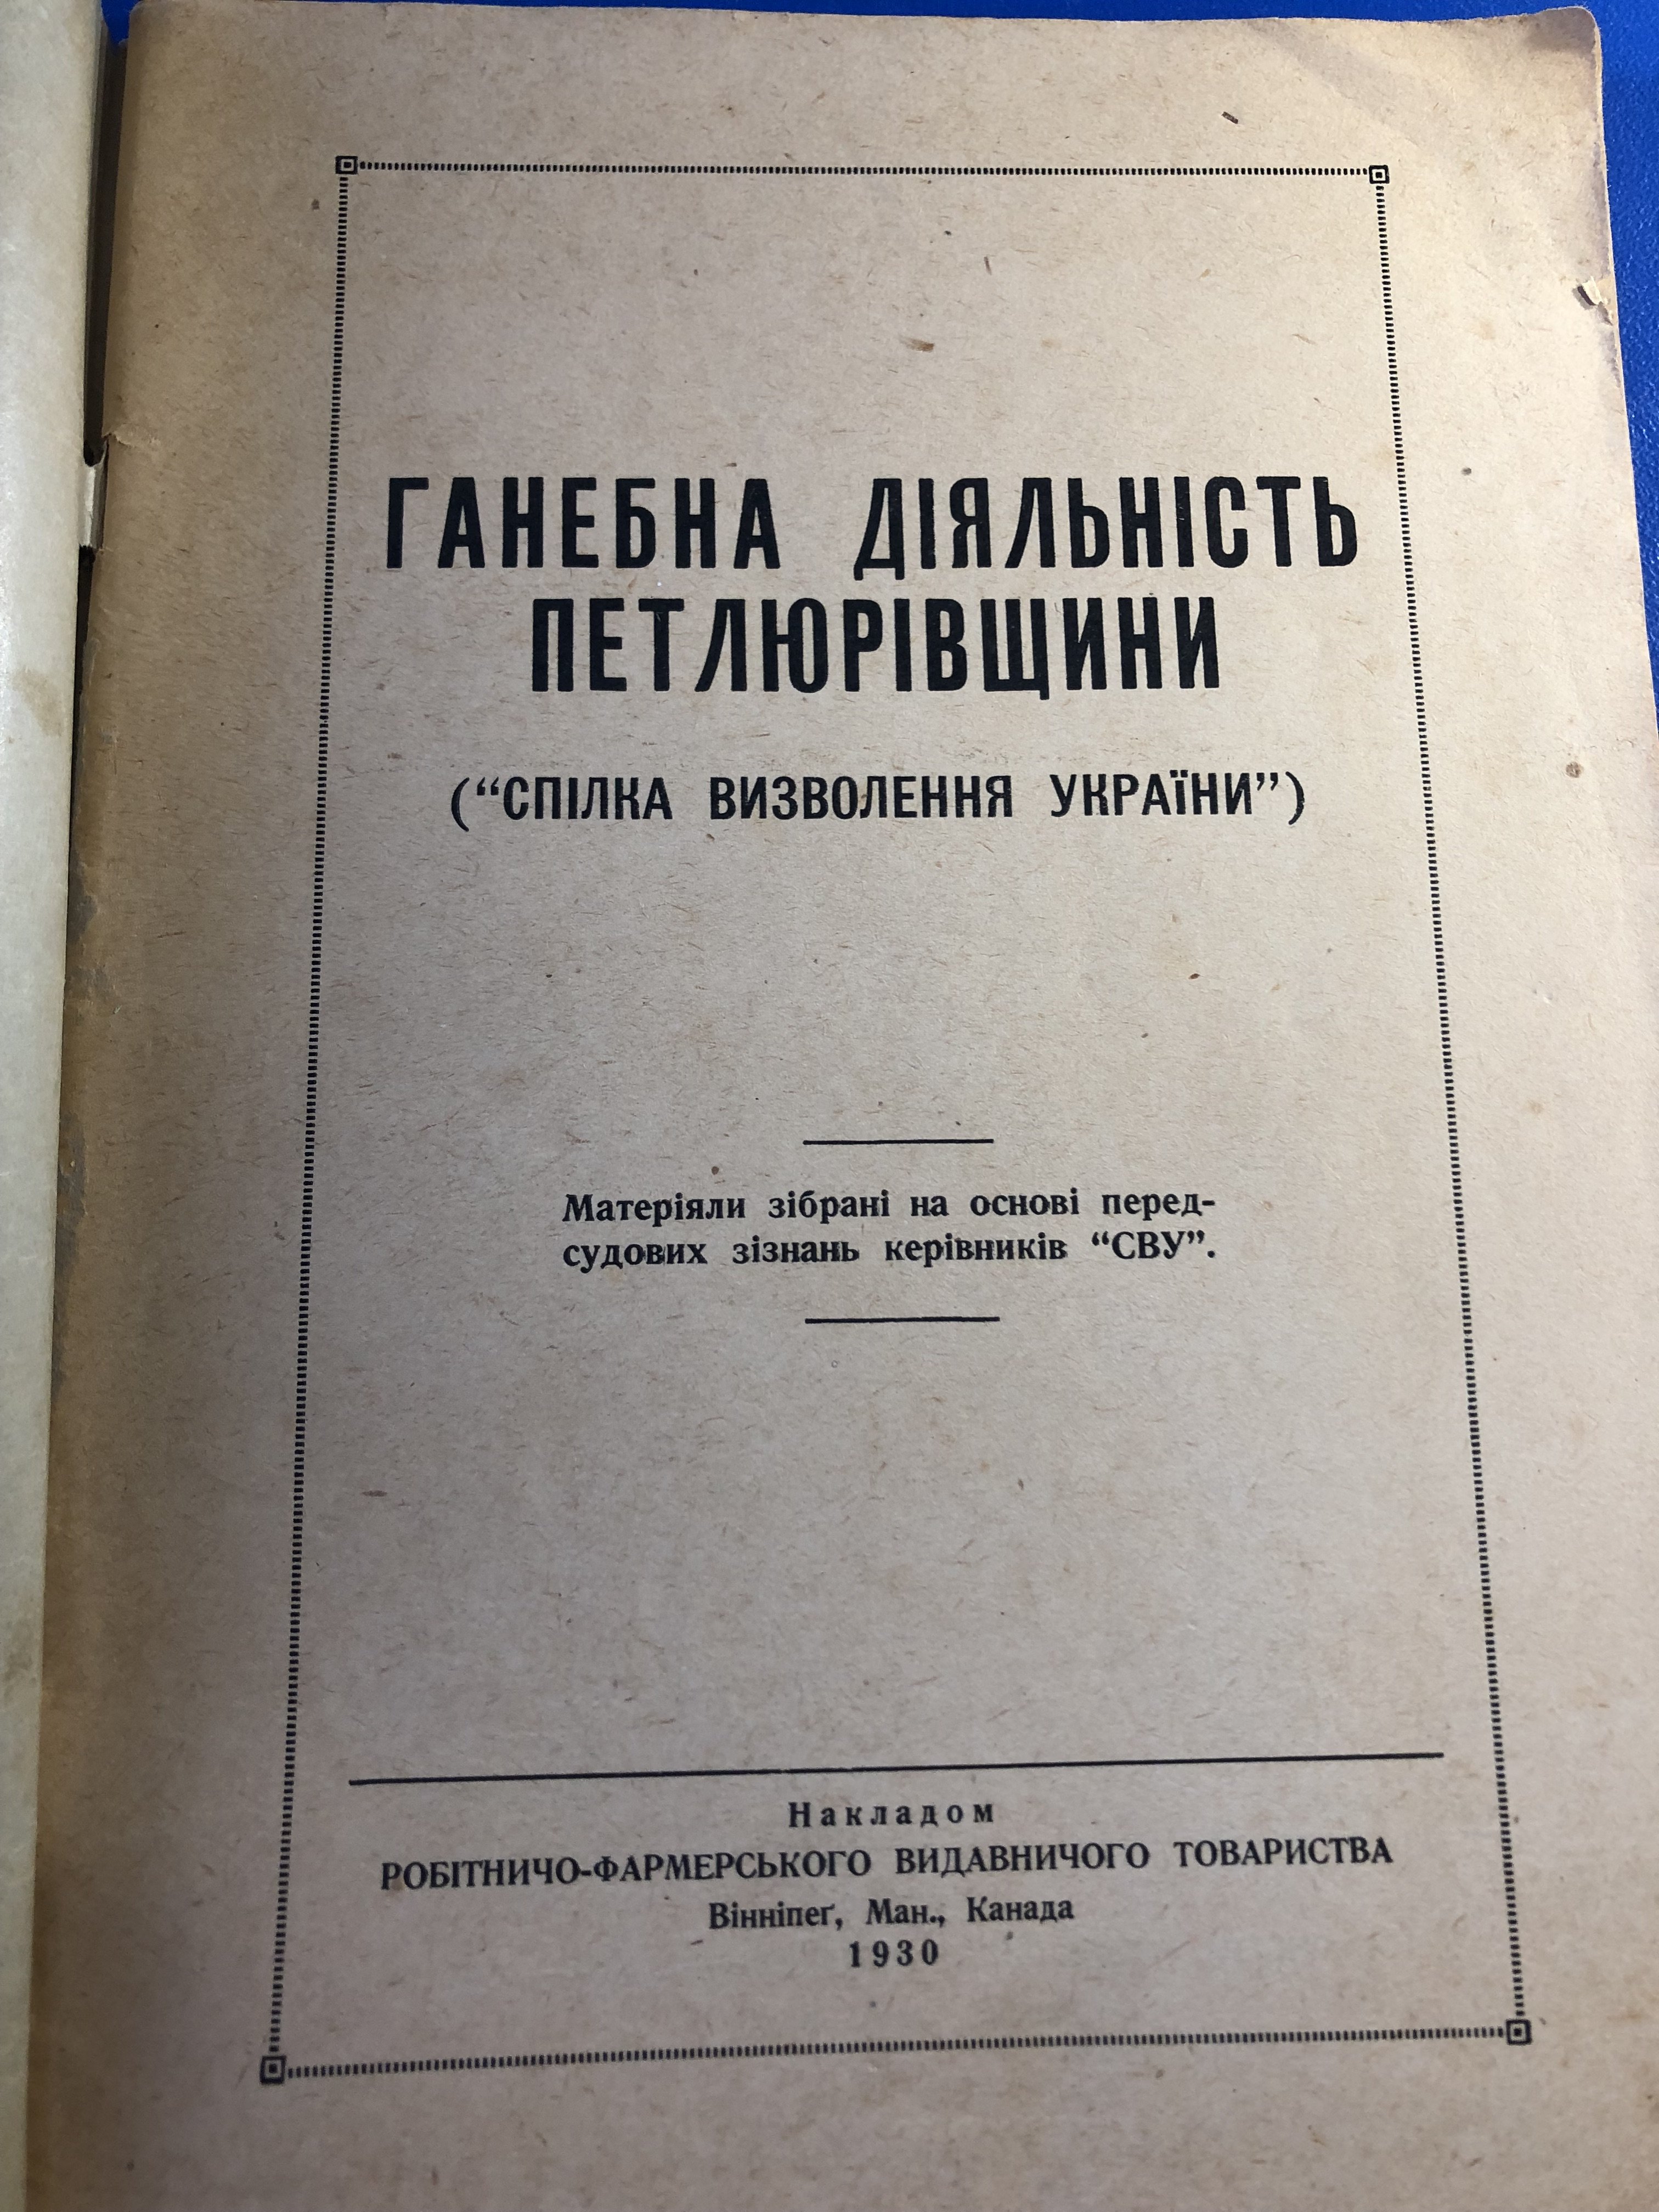 ГАНЕБНА ДІЯЛЬНІСТЬ
ПЕТЛЮРІВЩИНИ
(“СПІЛКА ВИЗВОЛЕННЯ УКРАЇНИ”)
Матеріяли зібрані на основі перед-
судових зізнань керівників “СВУ”.
Накладом
РОБІТНИЧО-ФАРМЕРСЬКОГО ВИДАВНИЧОГО ТОВАРИСТВА
Вінніпеґ, Ман., Канада
1930